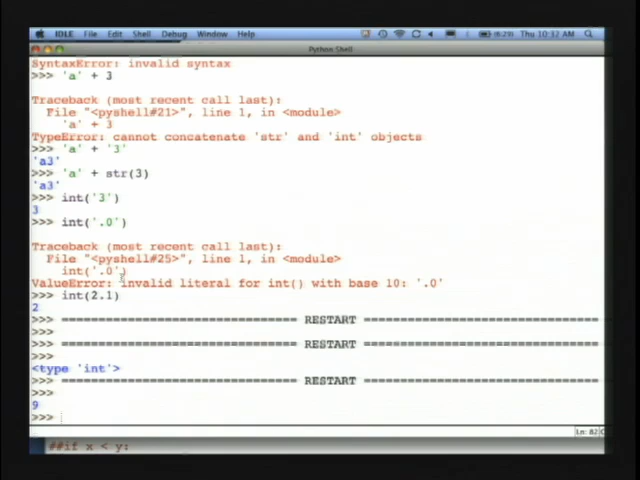 IDLE File Edit Shell Debug Window Help (6:29) Thu 10:32 AM
Python Shell
SyntaxError: invalid syntax
>>> 'a' + 3
Traceback (most recent call last):
File "<pyshell#21>", line 1, in <module>
'a' + 3
TypeError: cannot concatenate 'str' and 'int' objects
>>> 'a' + '3'
'a3'
>>> 'a' + str(3)
'a3'
>>> int('3')
3
>>> int('.0')
Traceback (most recent call last):
File "<pyshell#25>", line 1, in <module>
int('.0')
ValueError: invalid literal for int() with base 10: '.0'
>>> int(2.1)
2
>>> ================================ RESTART ================================
>>> ================================ RESTART ================================
>>>
<type 'int'>
>>> ================================ RESTART ================================
>>>
9
>>>
Ln: 82
##if x < y: